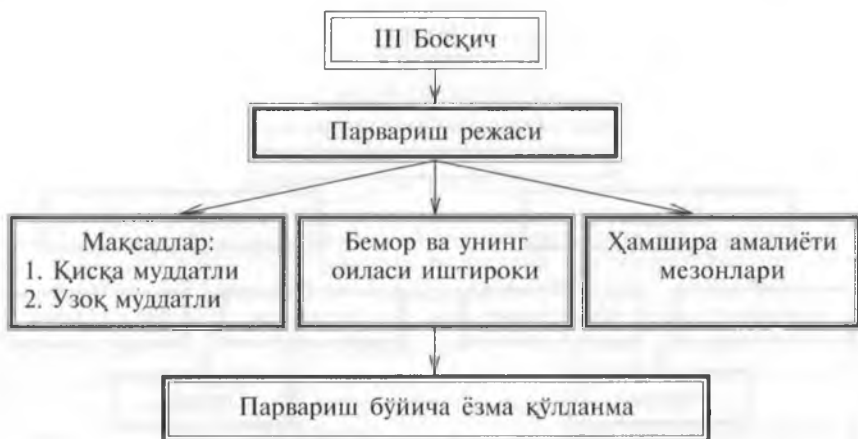 III Босқич
Парвариш режаси
Мақсадлар:
1. Қисқа муддатли
2. Узоқ муддатли
Бемор ва унинг
оиласи иштироки
Ҳамшира амалиёти
мезонлари
Парвариш бўйича ёзма қўлланма